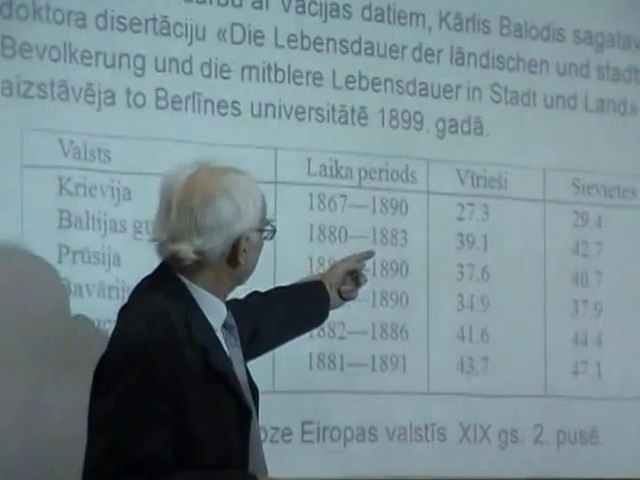 ar Vācijas datiem, Kārlis Balodis sagatav
doktora disertāciju «Die Lebensdauer der ländischen und stadt
Bevolkerung und die mitblere Lebensdauer in Stadt und Land»
aizstāvēja to Berlīnes universitātē 1899. gadā.
Valsts Laika periods Vīrieši Sievietes
Krievija 1867—1890 27.3 29.4
Baltijas gu 1880—1883 39.1 42.7
Prūsija 1890 37.6 40.7
Bavārij 1890 34.9 37.9
1882—1886 41.6 44.4
1881—1891 43.7 47.1
oze Eiropas valstīs XIX gs. 2. pusē.